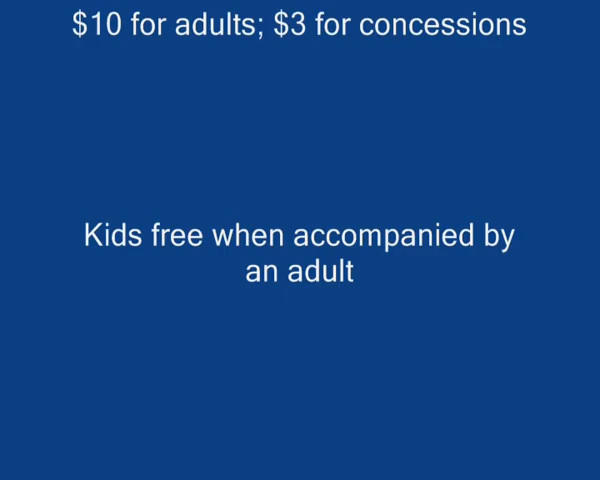 $10 for adults; $3 for concessions
Kids free when accompanied by
an adult